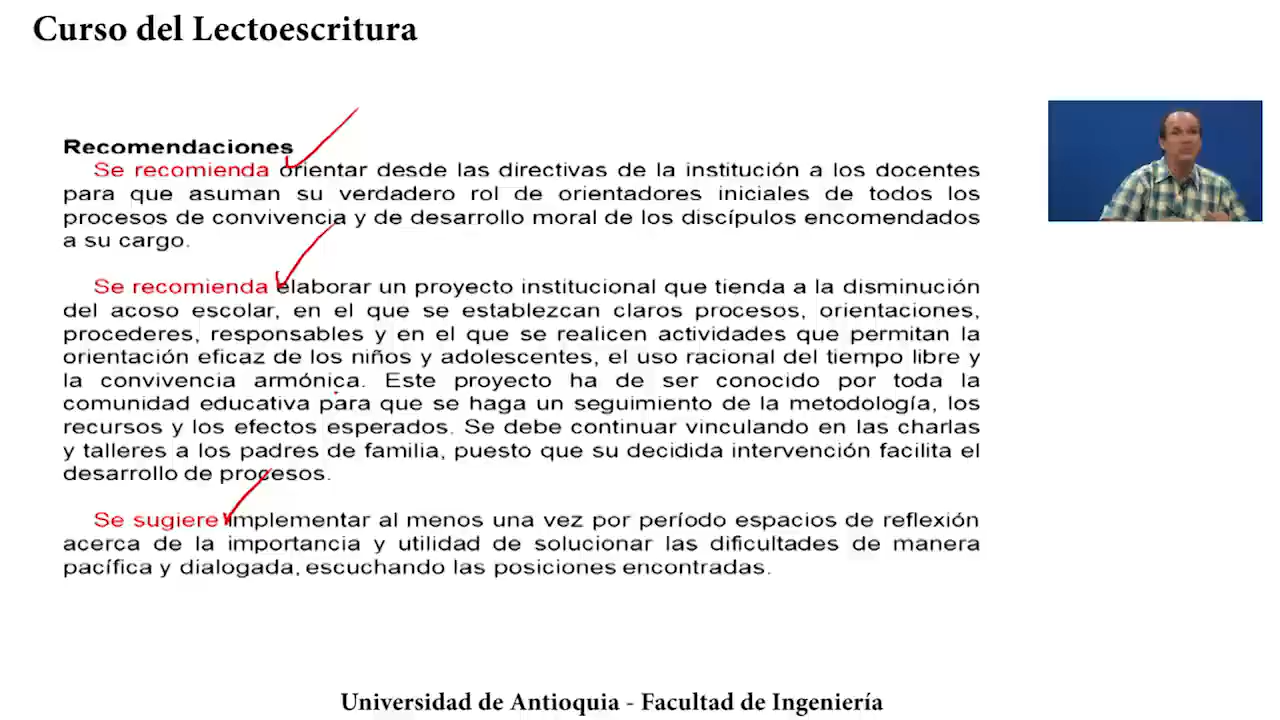 Curso del Lectoescritura
Recomendaciones
Se recomienda orientar desde las directivas de la institución a los docentes
para que asuman su verdadero rol de orientadores iniciales de todos los
procesos de convivencia y de desarrollo moral de los discípulos encomendados
a su cargo.
Se recomienda elaborar un proyecto institucional que tienda a la disminución
del acoso escolar, en el que se establezcan claros procesos, orientaciones,
procederes, responsables y en el que se realicen actividades que permitan la
orientación eficaz de los niños y adolescentes, el uso racional del tiempo libre y
la convivencia armónica. Este proyecto ha de ser conocido por toda la
comunidad educativa para que se haga un seguimiento de la metodología, los
recursos y los efectos esperados. Se debe continuar vinculando en las charlas
y talleres a los padres de familia, puesto que su decidida intervención facilita el
desarrollo de procesos.
Se sugiere implementar al menos una vez por período espacios de reflexión
acerca de la importancia y utilidad de solucionar las dificultades de manera
pacífica y dialogada, escuchando las posiciones encontradas.
Universidad de Antioquia - Facultad de Ingeniería